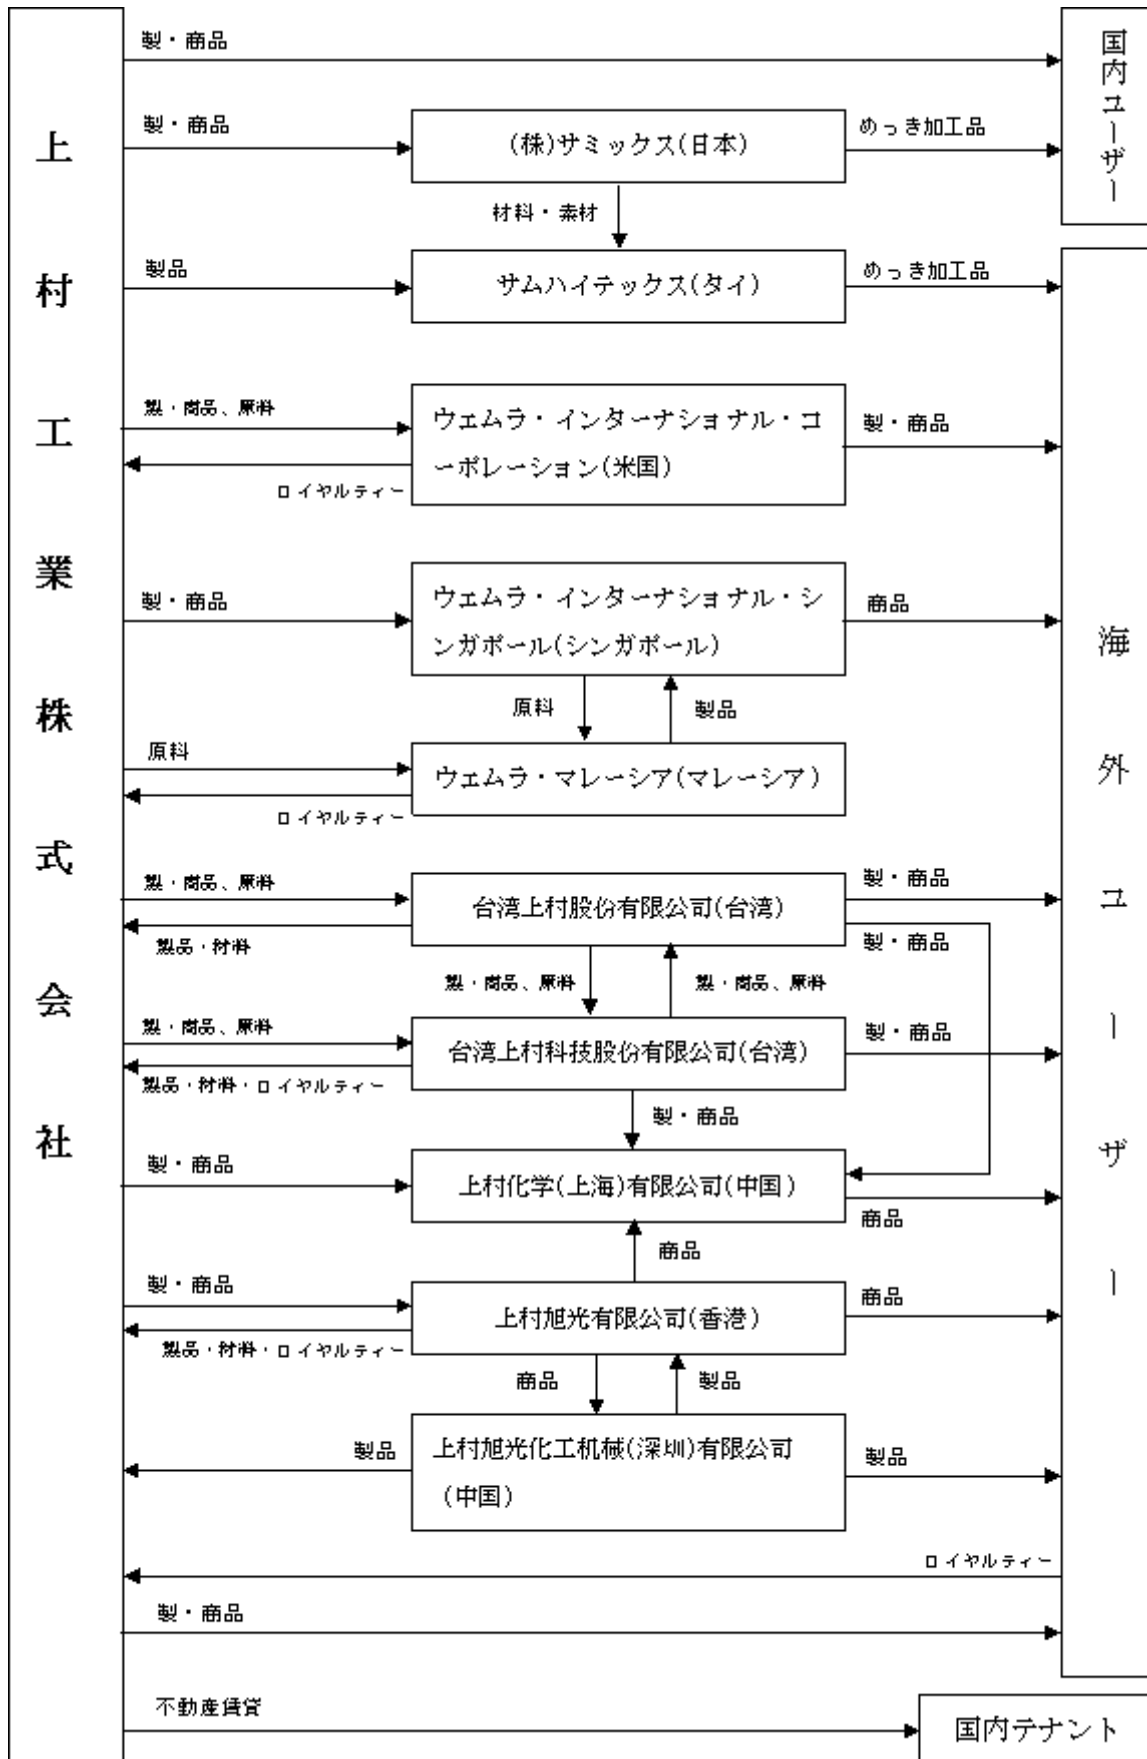 上村工業株式会社
製・商品
国内ユーザー
製・商品
(株)サミックス(日本)
めっき加工品
材料・素材
製品
サムハイテックス(タイ)
めっき加工品
海外ユーザー
製・商品、原料
ウエムラ・インターナショナル・コ
ーポレーション(米国)
製・商品
ロイヤルティー
製・商品
ウエムラ・インターナショナル・シ
ンガポール(シンガポール)
商品
原料
製品
原料
ウエムラ・マレーシア(マレーシア)
ロイヤルティー
製・商品、原料
台湾上村股份有限公司(台湾)
製・商品
製品・材料
製・商品
製・商品、原料
製・商品、原料
製・商品、原料
台湾上村科技股份有限公司(台湾)
製・商品
製品・材料・ロイヤルティー
製・商品
製・商品
上村化学(上海)有限公司(中国)
商品
商品
製・商品
上村旭光有限公司(香港)
商品
製品・材料・ロイヤルティー
商品
製品
製品
上村旭光化工机械(深圳)有限公司
(中国)
製品
ロイヤルティー
製・商品
不動産賃貸
国内テナント